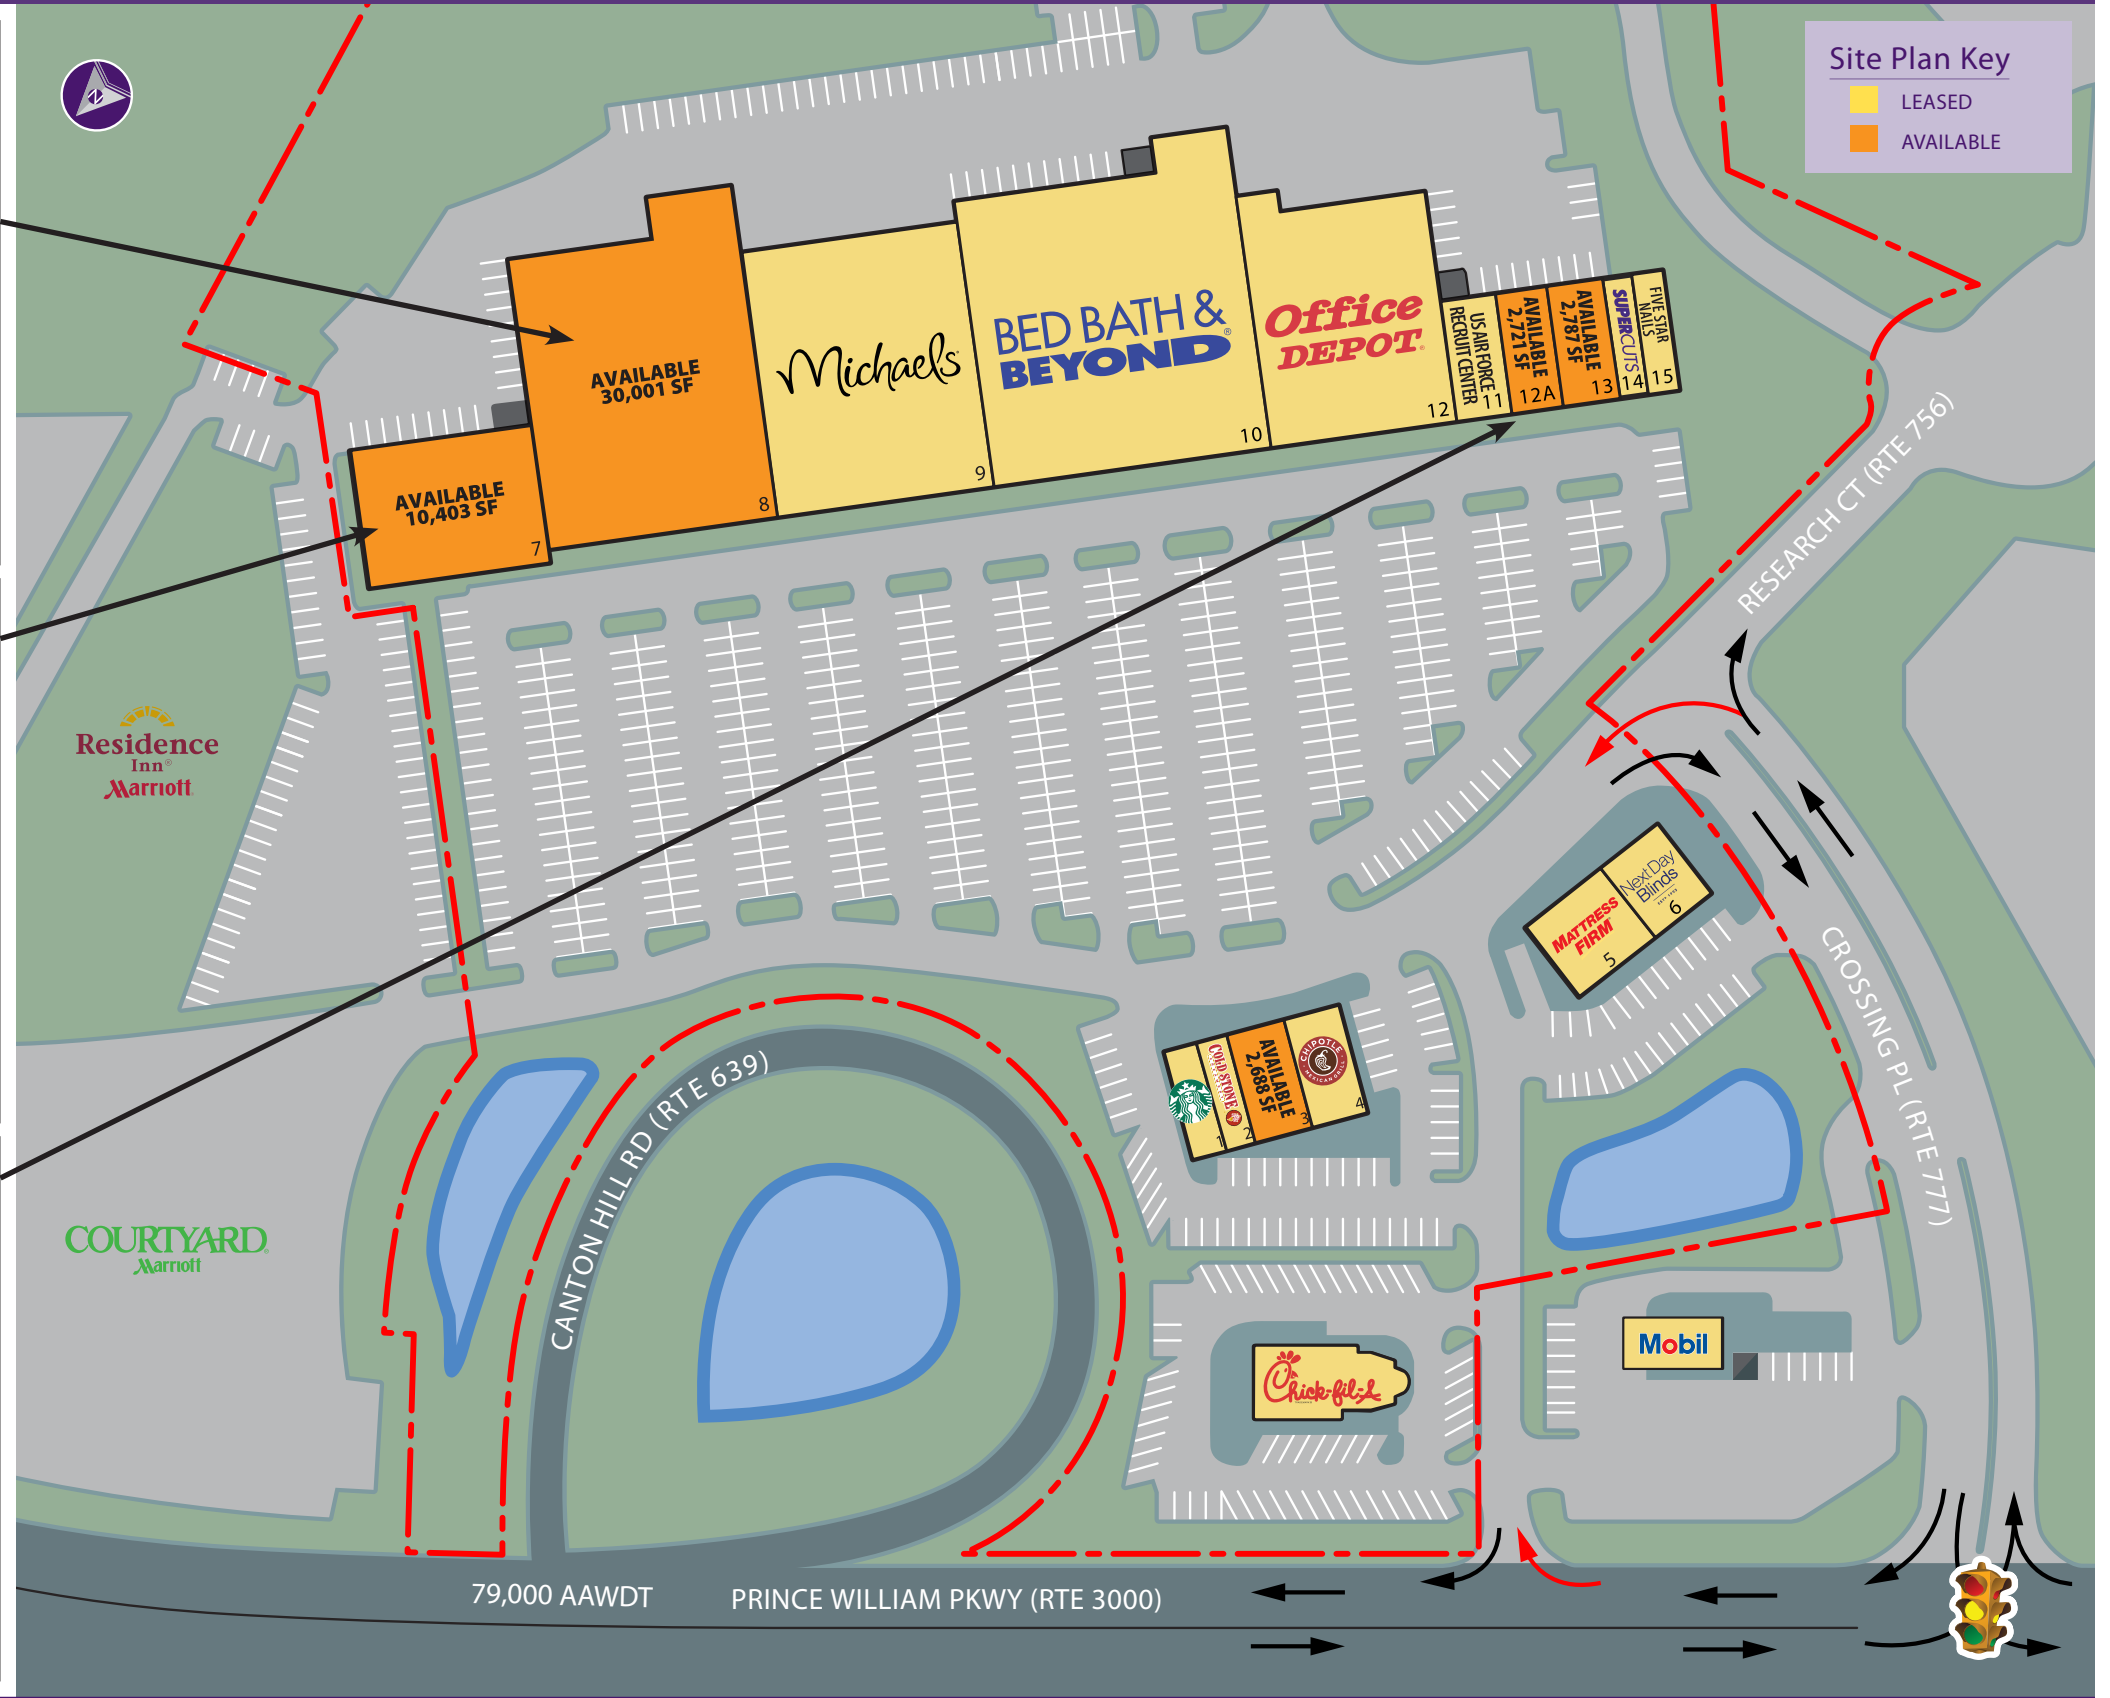 Site Plan Key
LEASED
AVAILABLE
AVAILABLE
30,001 SF
8
AVAILABLE
10,403 SF
7
Michaels
9
BED BATH &
BEYOND®
10
Office
DEPOT
12
US AIR FORCE
RECRUIT CENTER
11
AVAILABLE
2,721 SF
12A
AVAILABLE
2,787 SF
13
SUPERCUTS
14
FIVE STAR
NAILS
15
RESEARCH CT (RTE 756)
Residence
Inn®
Marriott
MATTRESS
FIRM
5
Next Day
Blinds
6
CROSSING PL (RTE 777)
1
COLD STONE
2
AVAILABLE
2,688 SF
3
CHIPOTLE
MEXICAN GRILL
4
CANTON HILL RD (RTE 639)
COURTYARD
Marriott
Chick-fil-A
Mobil
79,000 AAWDT
PRINCE WILLIAM PKWY (RTE 3000)